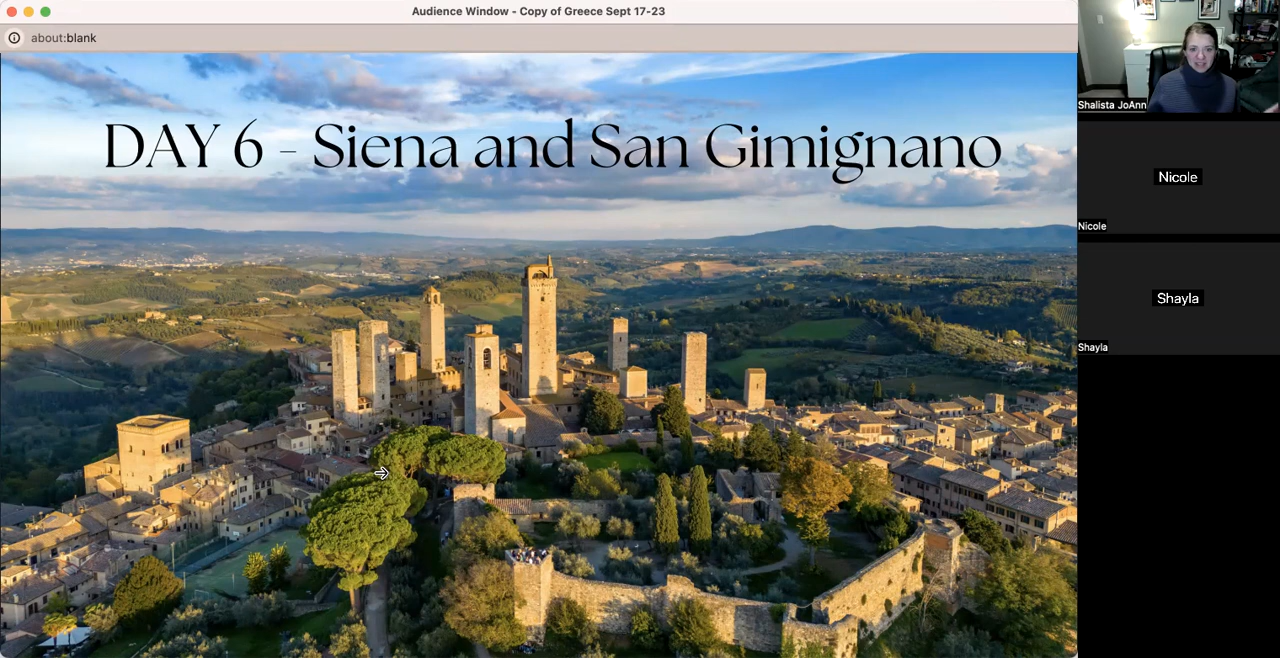 Audience Window - Copy of Greece Sept 17-23
about:blank
DAY 6 - Siena and San Gimignano
Shalista JoAnn
Nicole
Nicole
Shayla
Shayla